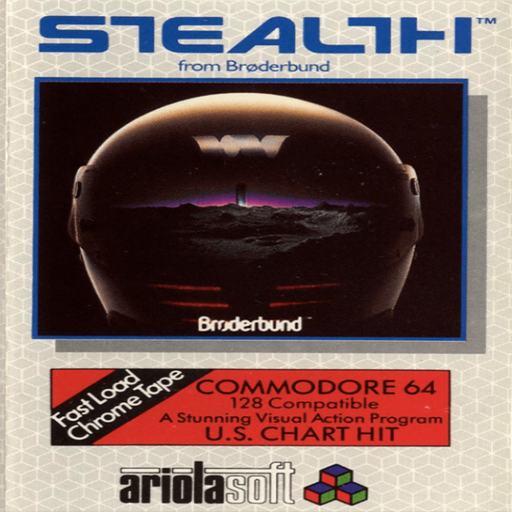 STEALTH™
from Brøderbund
Brøderbund
Fast Load
Chrome Tape
COMMODORE 64
128 Compatible
A Stunning Visual Action Program
U.S. CHART HIT
ariolasoft